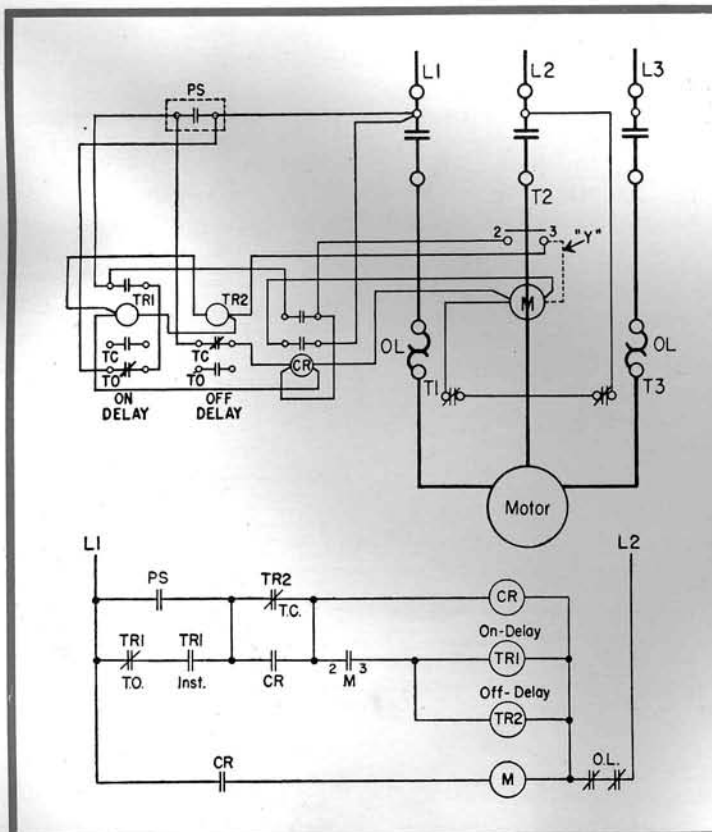 PS
L1
L2
L3
T2
2
3
"Y"
TR1
TR2
M
TC
TC
CR
OL
OL
TO
TO
T1
T3
ON
DELAY
OFF
DELAY
Motor
L1
L2
PS
TR2
T.C.
CR
On-Delay
TR1
TR1
T.O.
Inst.
CR
2
3
M
TR1
Off-Delay
TR2
CR
M
O.L.